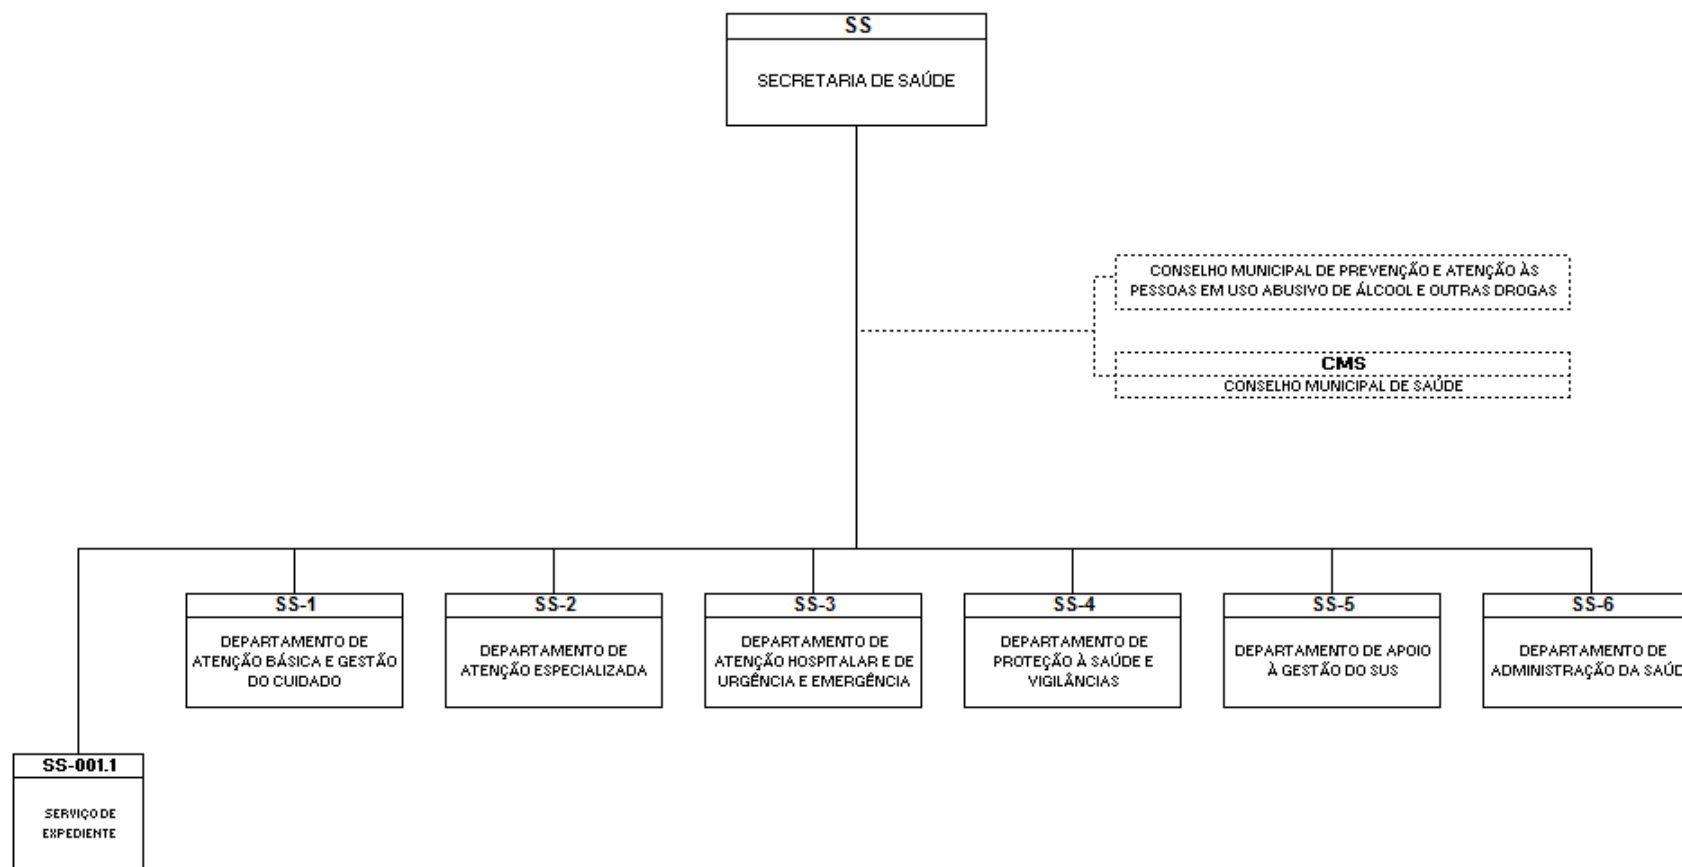 SS
SECRETARIA DE SAÚDE
CONSELHO MUNICIPAL DE PREVENÇÃO E ATENÇÃO ÀS
PESSOAS EM USO ABUSIVO DE ÁLCOOL E OUTRAS DROGAS
CMS
CONSELHO MUNICIPAL DE SAÚDE
SS-1
DEPARTAMENTO DE
ATENÇÃO BÁSICA E GESTÃO
DO CUIDADO
SS-2
DEPARTAMENTO DE
ATENÇÃO ESPECIALIZADA
SS-3
DEPARTAMENTO DE
ATENÇÃO HOSPITALAR E DE
URGÊNCIA E EMERGÊNCIA
SS-4
DEPARTAMENTO DE
PROTEÇÃO À SAÚDE E
VIGILÂNCIAS
SS-5
DEPARTAMENTO DE APOIO
À GESTÃO DO SUS
SS-6
DEPARTAMENTO DE
ADMINISTRAÇÃO DA SAÚD
SS-001.1
SERVIÇO DE
EXPEDIENTE